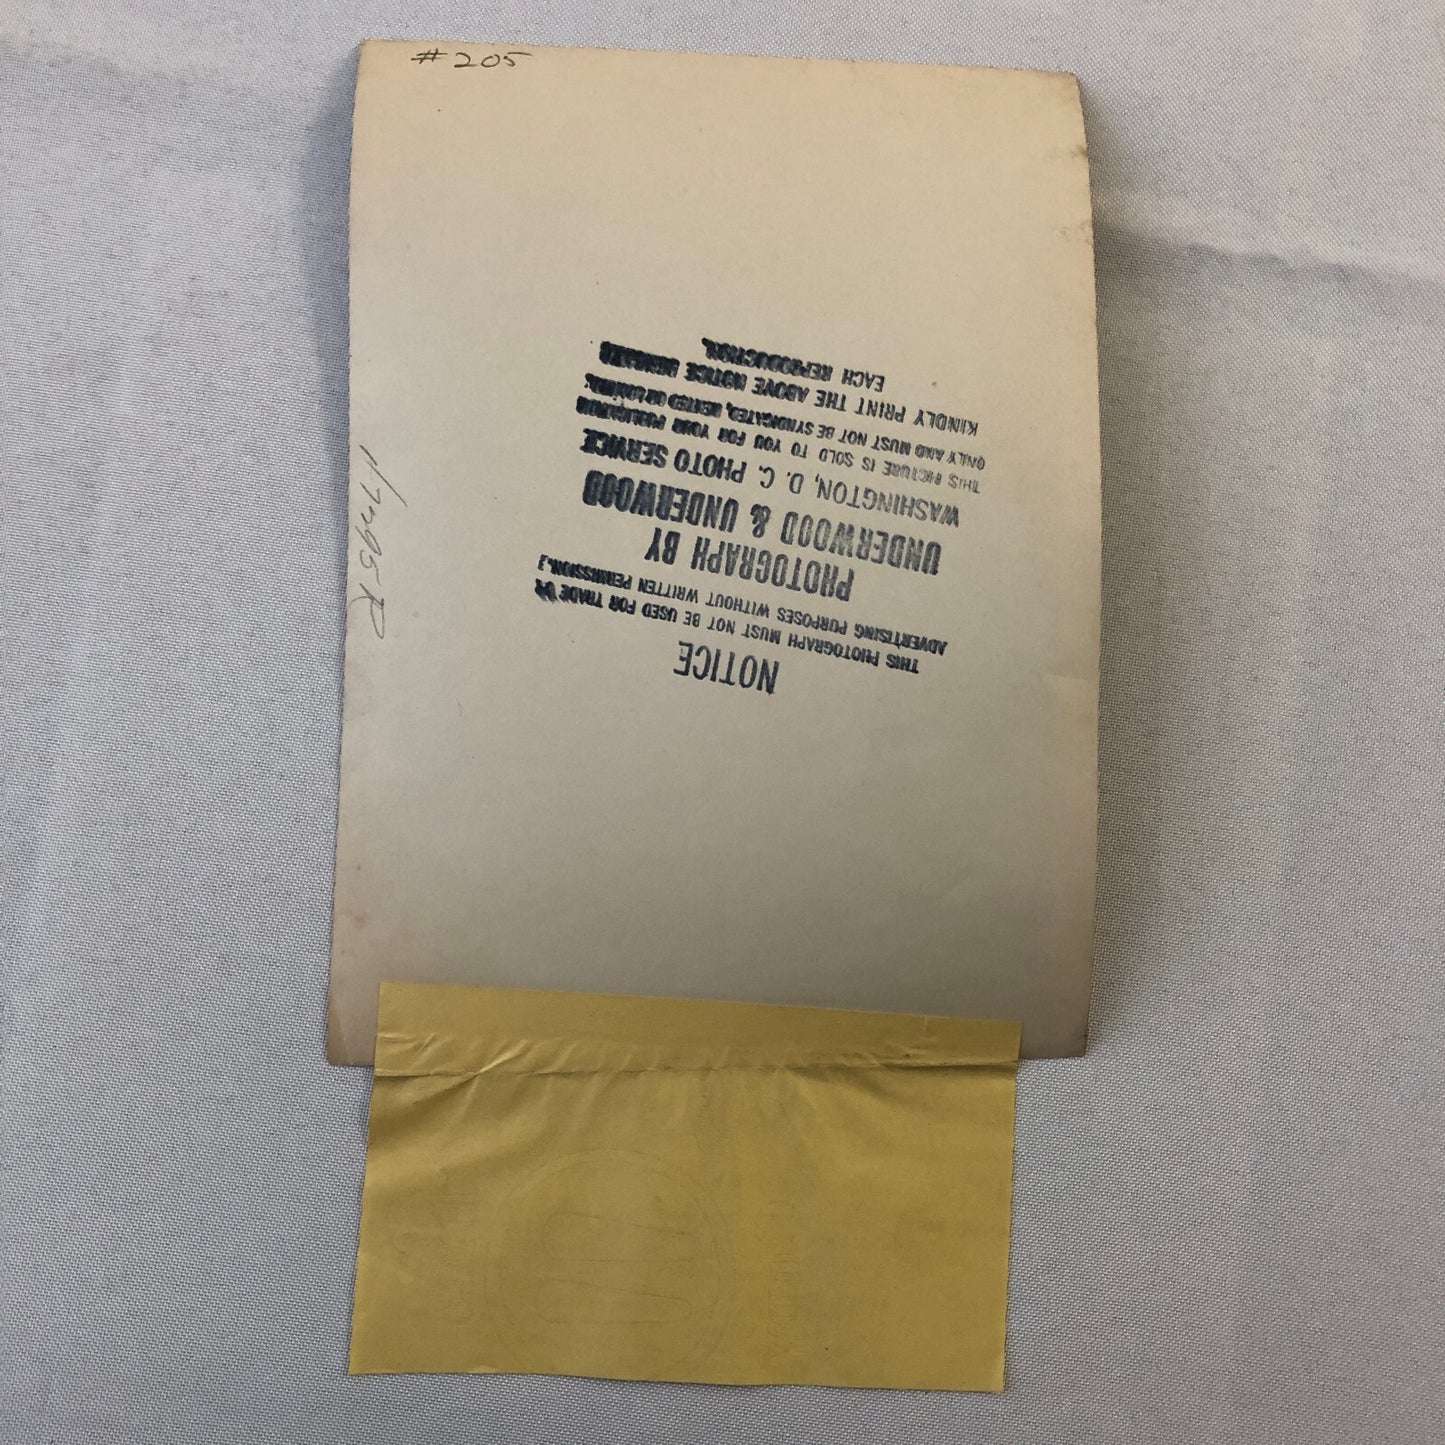 #205
NOTICE
THIS PHOTOGRAPH MUST NOT BE USED FOR TRADE OR
ADVERTISING PURPOSES WITHOUT WRITTEN PERMISSION.
PHOTOGRAPH BY
UNDERWOOD & UNDERWOOD
WASHINGTON, D. C. PHOTO SERVICE
THIS PICTURE IS SOLD TO YOU FOR YOUR PUBLICATION
ONLY AND MUST NOT BE SYNDICATED, RENTED OR LOANED.
KINDLY PRINT THE ABOVE NOTICE
EACH REPRODUCTION.